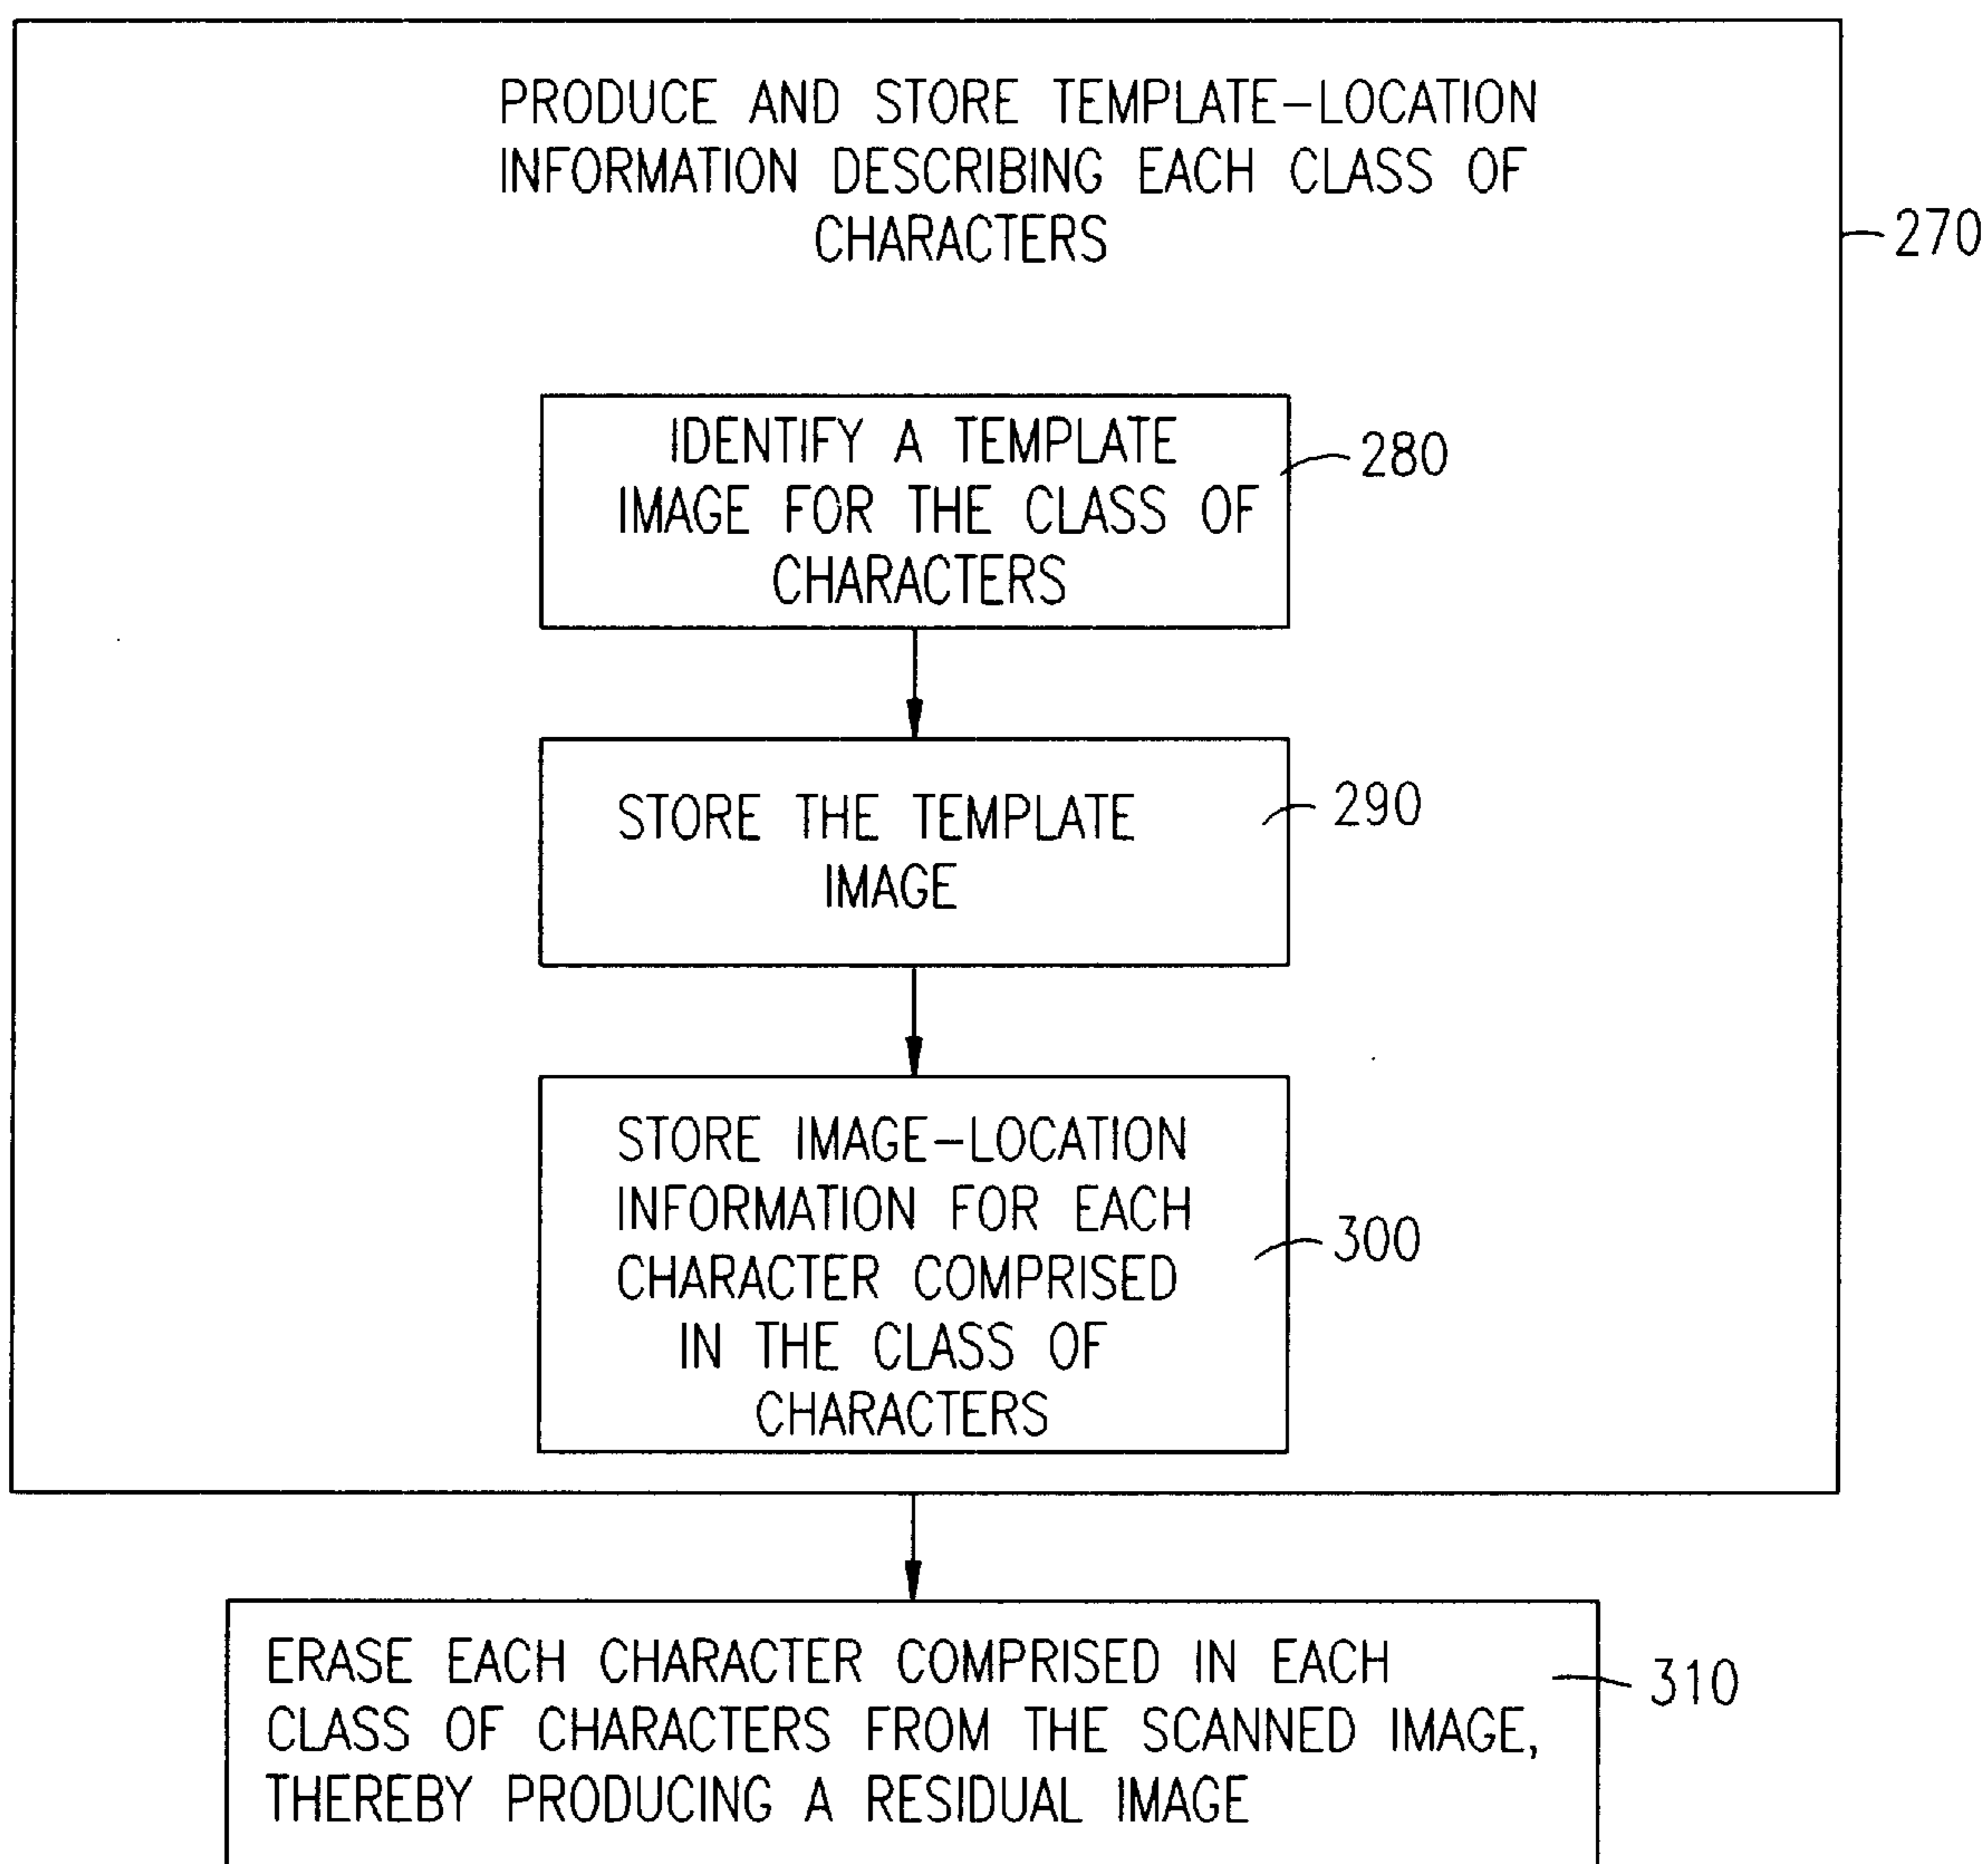 PRODUCE AND STORE TEMPLATE-LOCATION
INFORMATION DESCRIBING EACH CLASS OF
CHARACTERS
270
IDENTIFY A TEMPLATE
IMAGE FOR THE CLASS OF
CHARACTERS
280
STORE THE TEMPLATE
IMAGE
290
STORE IMAGE-LOCATION
INFORMATION FOR EACH
CHARACTER COMPRISED
IN THE CLASS OF
CHARACTERS
300
ERASE EACH CHARACTER COMPRISED IN EACH
CLASS OF CHARACTERS FROM THE SCANNED IMAGE,
THEREBY PRODUCING A RESIDUAL IMAGE
310